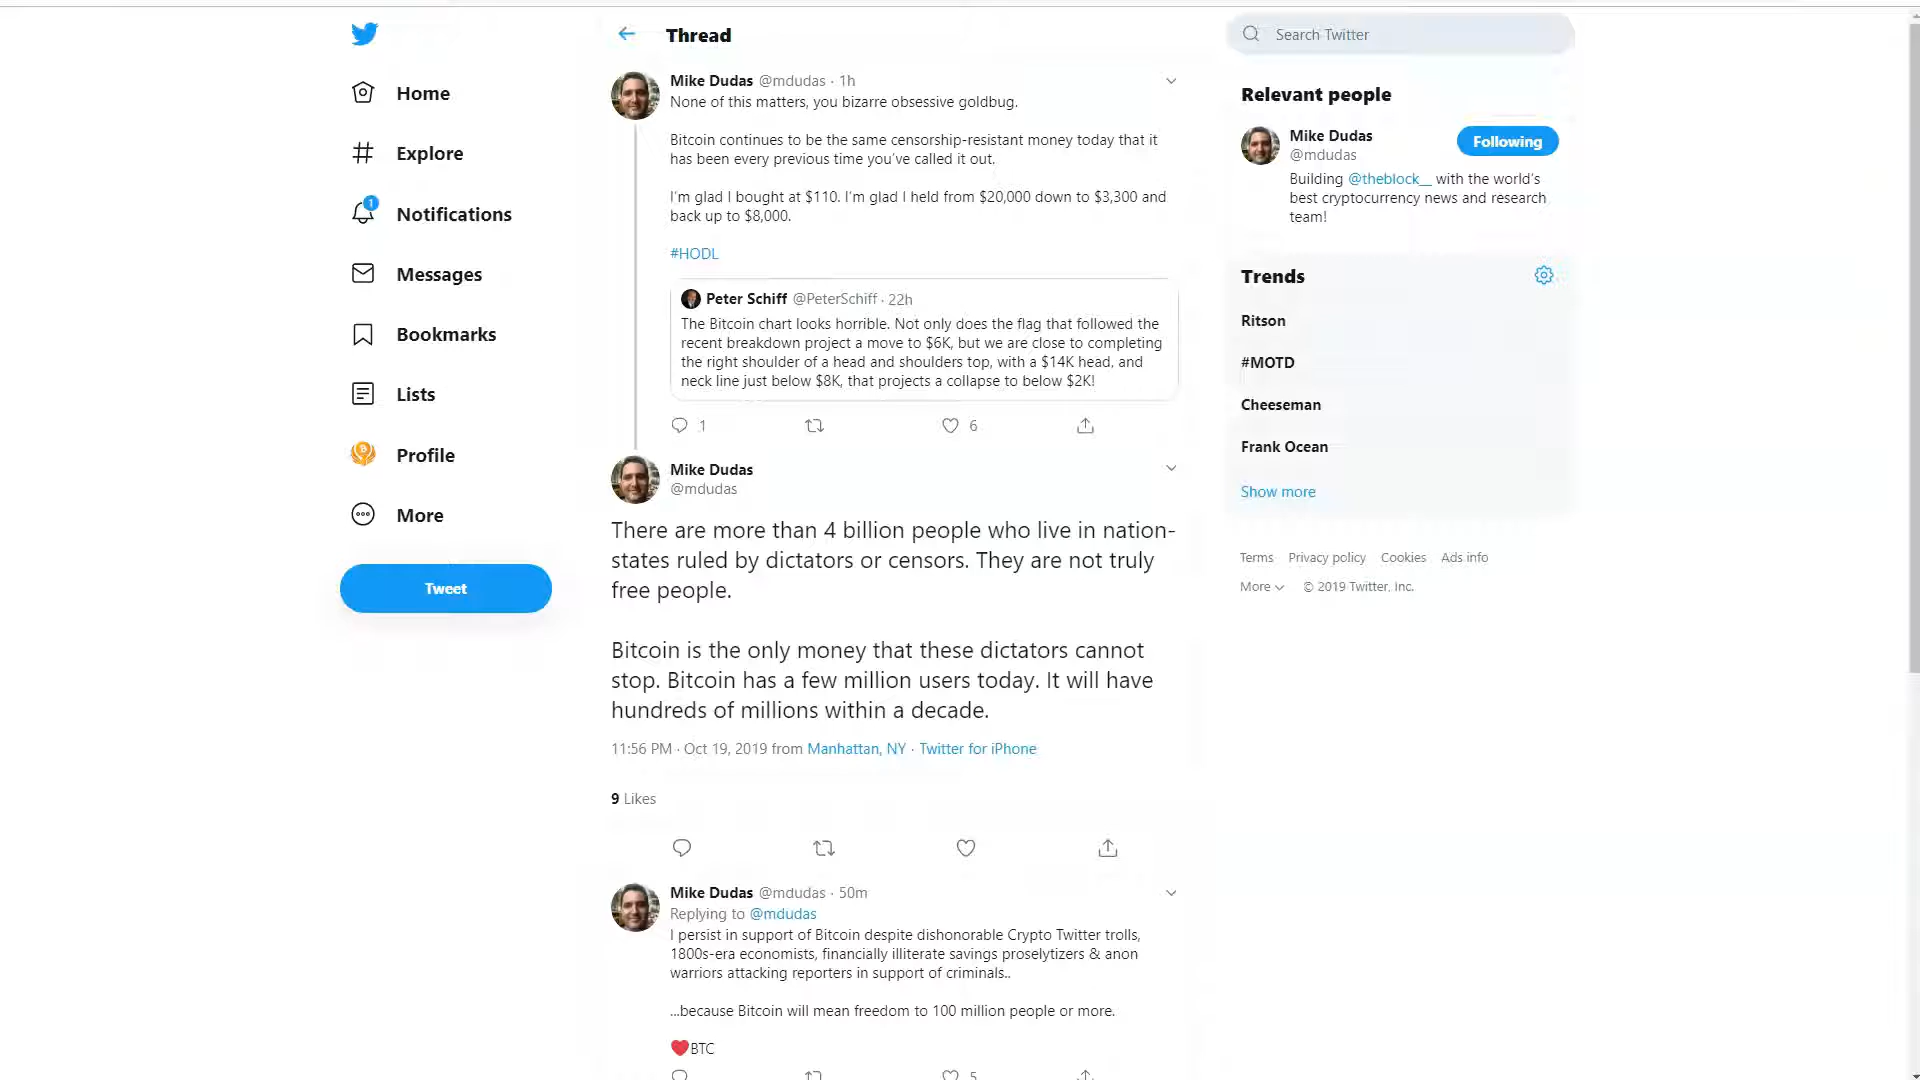 Thread
Search Twitter
Home
Explore
1
Notifications
Messages
Bookmarks
Lists
Profile
More
Tweet
Mike Dudas @mdudas · 1h
None of this matters, you bizarre obsessive goldbug.
Bitcoin continues to be the same censorship-resistant money today that it
has been every previous time you've called it out.
I'm glad I bought at $110. I'm glad I held from $20,000 down to $3,300 and
back up to $8,000.
#HODL
Peter Schiff @PeterSchiff · 22h
The Bitcoin chart looks horrible. Not only does the flag that followed the
recent breakdown project a move to $6K, but we are close to completing
the right shoulder of a head and shoulders top, with a $14K head, and
neck line just below $8K, that projects a collapse to below $2K!
1 6
Mike Dudas
@mdudas
There are more than 4 billion people who live in nation-
states ruled by dictators or censors. They are not truly
free people.
Bitcoin is the only money that these dictators cannot
stop. Bitcoin has a few million users today. It will have
hundreds of millions within a decade.
11:56 PM · Oct 19, 2019 from Manhattan, NY · Twitter for iPhone
9 Likes
Mike Dudas @mdudas · 50m
Replying to @mdudas
I persist in support of Bitcoin despite dishonorable Crypto Twitter trolls,
1800s-era economists, financially illiterate savings proselytizers & anon
warriors attacking reporters in support of criminals..
...because Bitcoin will mean freedom to 100 million people or more.
❤️BTC
5
Relevant people
Mike Dudas
@mdudas
Following
Building @theblock__ with the world's
best cryptocurrency news and research
team!
Trends
Ritson
#MOTD
Cheeseman
Frank Ocean
Show more
Terms Privacy policy Cookies Ads info
More © 2019 Twitter, Inc.